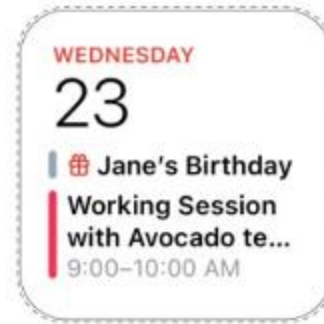 WEDNESDAY
23
Jane's Birthday
Working Session
with Avocado te...
9:00–10:00 AM